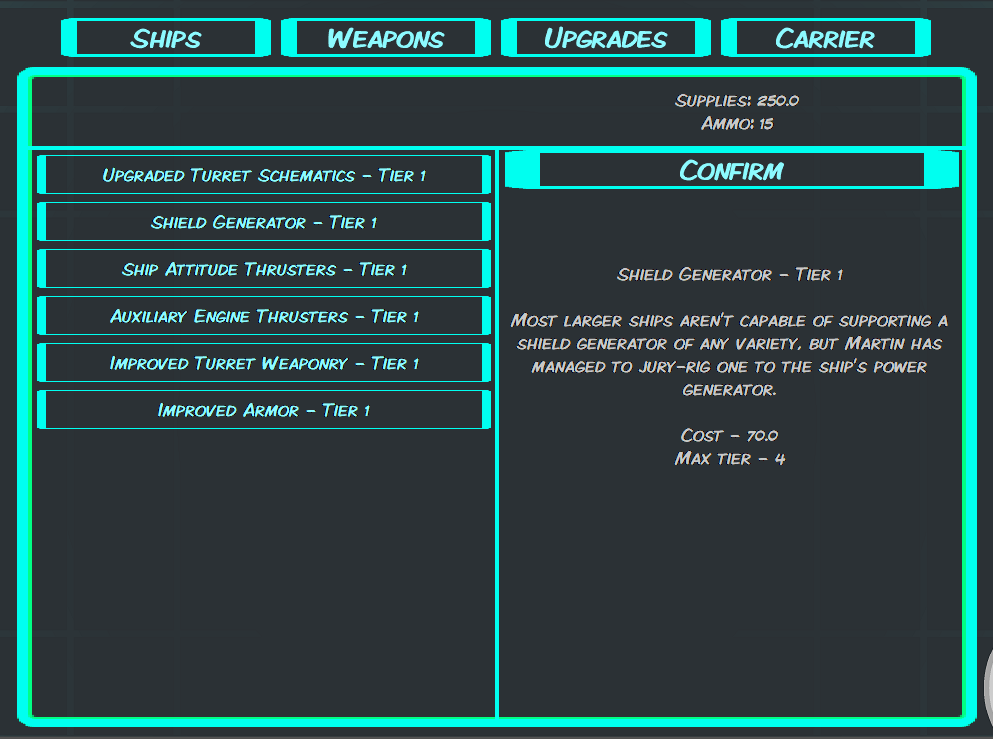 Ships
Weapons
Upgrades
Carrier
Supplies: 250.0
Ammo: 15
Upgraded Turret Schematics - Tier 1
Shield Generator - Tier 1
Ship Attitude Thrusters - Tier 1
Auxiliary Engine Thrusters - Tier 1
Improved Turret Weaponry - Tier 1
Improved Armor - Tier 1
Confirm
Shield Generator - Tier 1
Most larger ships aren't capable of supporting a
shield generator of any variety, but Martin has
managed to jury-rig one to the ship's power
generator.
Cost - 70.0
Max tier - 4